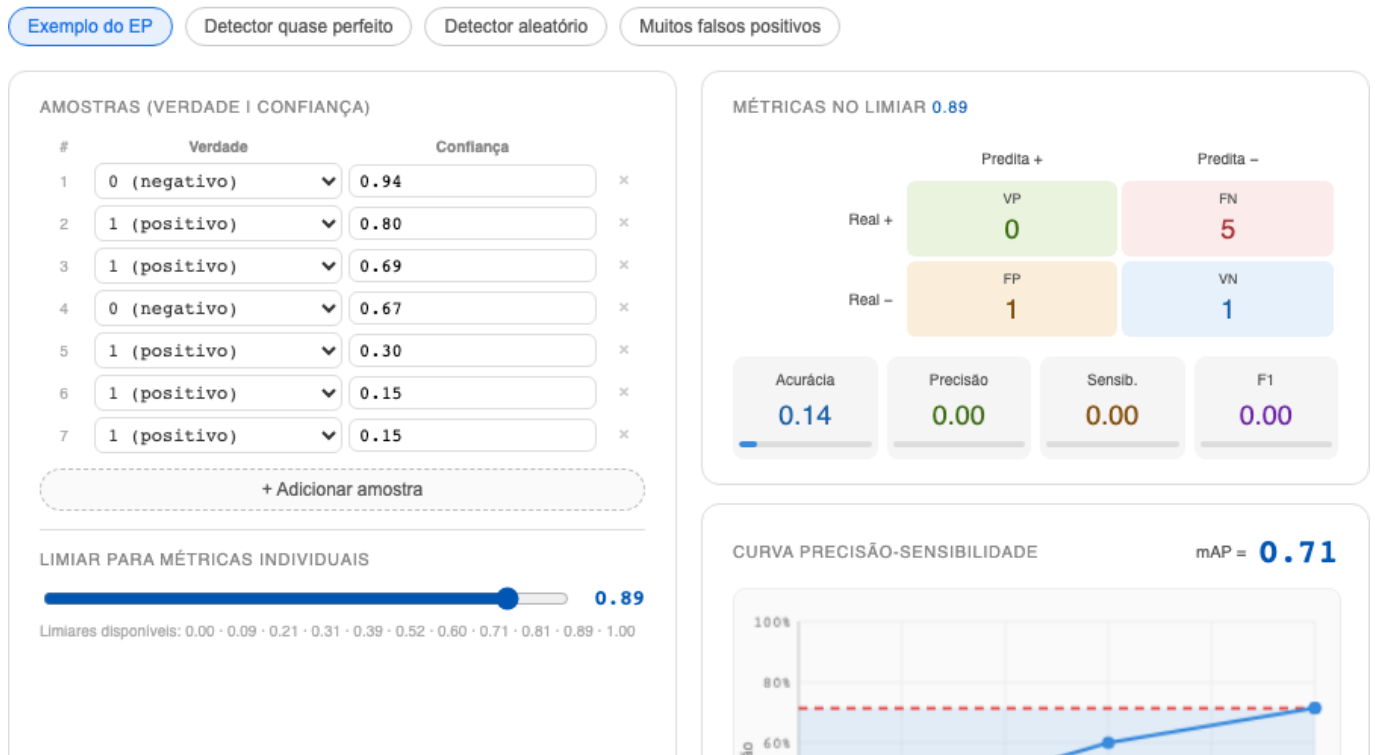 Exemplo do EP Detector quase perfeito Detector aleatório Muitos falsos positivos
AMOSTRAS (VERDADE | CONFIANÇA)
# Verdade Confiança
1 0 (negativo) 0.94 ×
2 1 (positivo) 0.80 ×
3 1 (positivo) 0.69 ×
4 0 (negativo) 0.67 ×
5 1 (positivo) 0.30 ×
6 1 (positivo) 0.15 ×
7 1 (positivo) 0.15 ×
+ Adicionar amostra
LIMIAR PARA MÉTRICAS INDIVIDUAIS
0.89
Limiares disponíveis: 0.00 · 0.09 · 0.21 · 0.31 · 0.39 · 0.52 · 0.60 · 0.71 · 0.81 · 0.89 · 1.00
MÉTRICAS NO LIMIAR 0.89
Predita + Predita −
Real +
VP
0
FN
5
Real −
FP
1
VN
1
Acurácia
0.14
Precisão
0.00
Sensib.
0.00
F1
0.00
CURVA PRECISÃO-SENSIBILIDADE
mAP = 0.71
100%
80%
60%